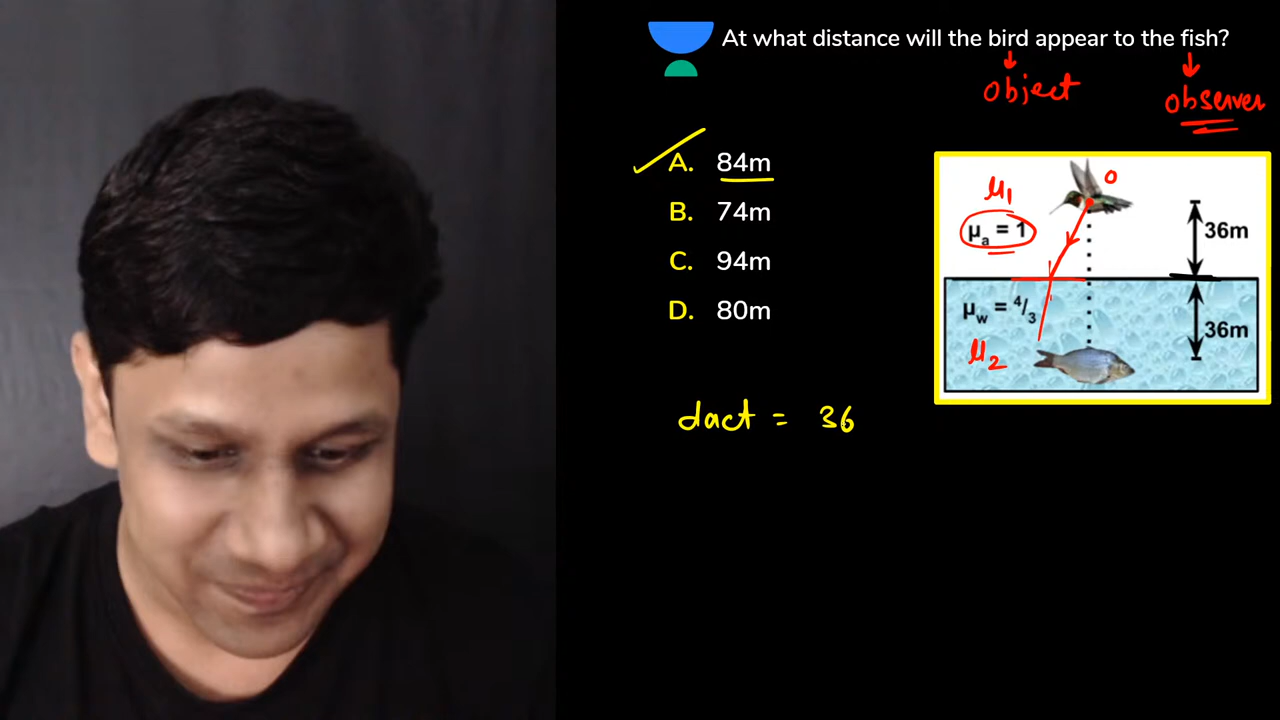 At what distance will the bird appear to the fish?
object
observer
A. 84m
B. 74m
C. 94m
D. 80m
μ1
o
μa = 1
36m
μw = 4/3
36m
μ2
dact = 36